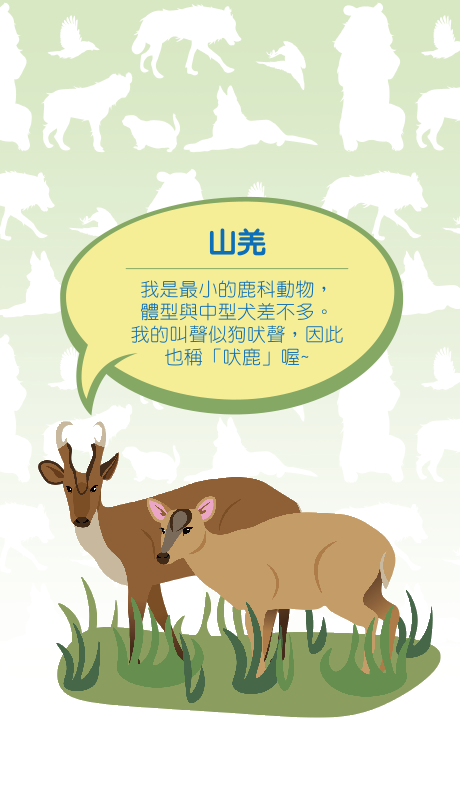 山羌
我是最小的鹿科動物，
體型與中型犬差不多。
我的叫聲似狗吠聲，因此
也稱「吠鹿」喔~